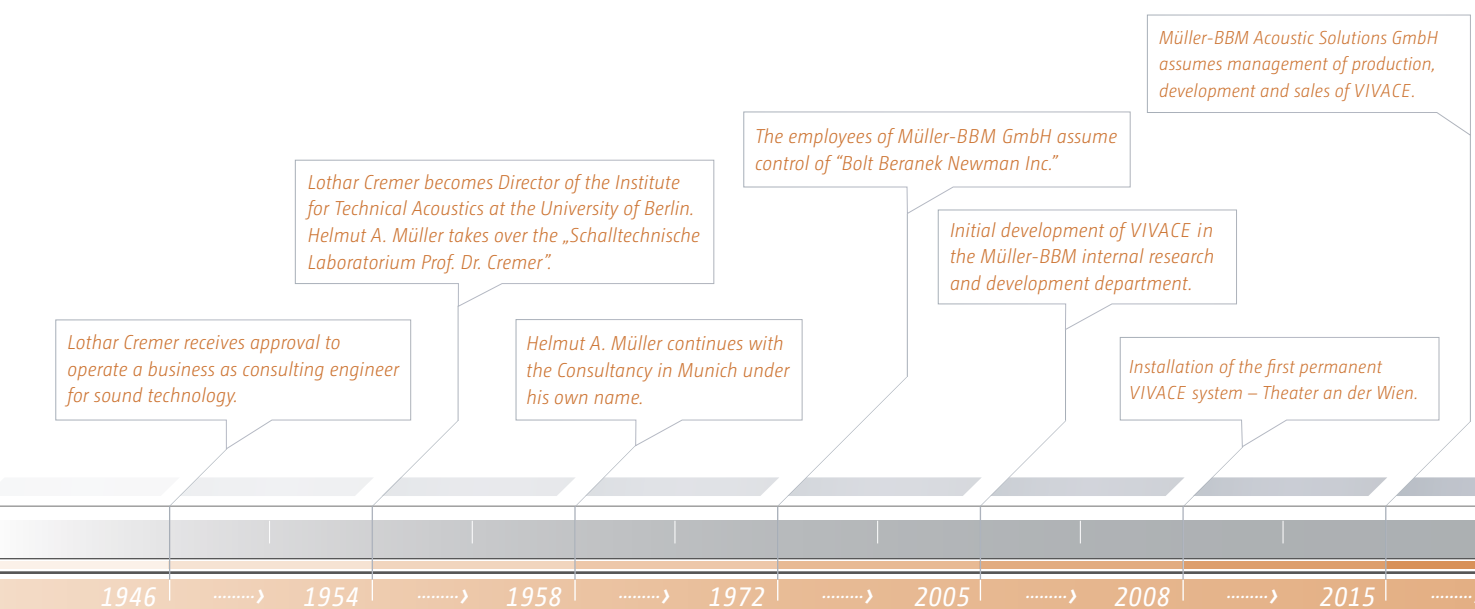 Müller-BBM Acoustic Solutions GmbH
assumes management of production,
development and sales of VIVACE.
The employees of Müller-BBM GmbH assume
control of “Bolt Beranek Newman Inc.”
Lothar Cremer becomes Director of the Institute
for Technical Acoustics at the University of Berlin.
Helmut A. Müller takes over the „Schalltechnische
Laboratorium Prof. Dr. Cremer”.
Initial development of VIVACE in
the Müller-BBM internal research
and development department.
Lothar Cremer receives approval to
operate a business as consulting engineer
for sound technology.
Helmut A. Müller continues with
the Consultancy in Munich under
his own name.
Installation of the first permanent
VIVACE system – Theater an der Wien.
1946 1954 1958 1972 2005 2008 2015